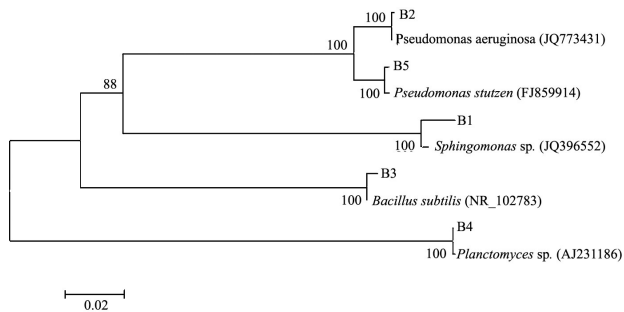 100 B2
Pseudomonas aeruginosa (JQ773431)
100
B5
100 Pseudomonas stutzen (FJ859914)
88
B1
100 Sphingomonas sp. (JQ396552)
B3
100 Bacillus subtilis (NR_102783)
B4
100 Planctomyces sp. (AJ231186)
0.02